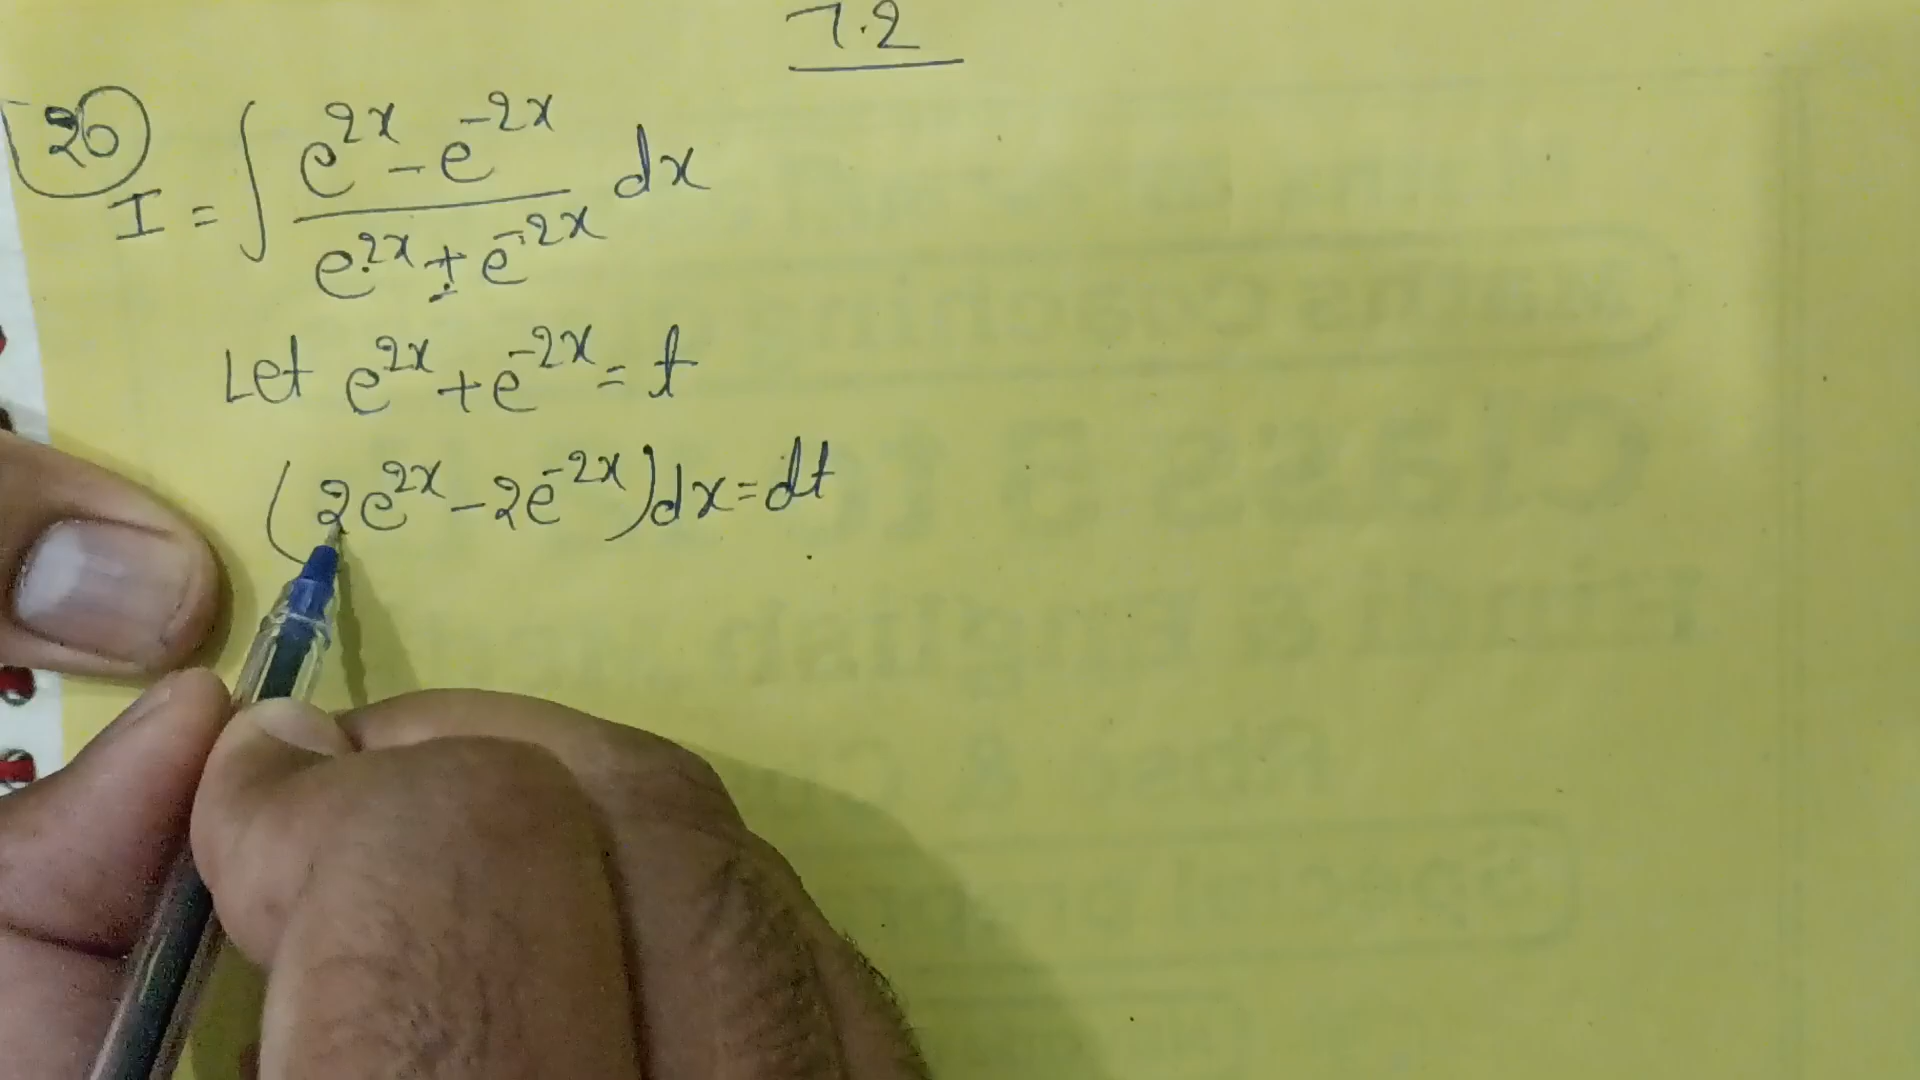 7.2
20
I = ∫ (e^{2x} - e^{-2x}) / (e^{2x} + e^{-2x}) dx
Let e^{2x} + e^{-2x} = t
(2e^{2x} - 2e^{-2x})dx = dt